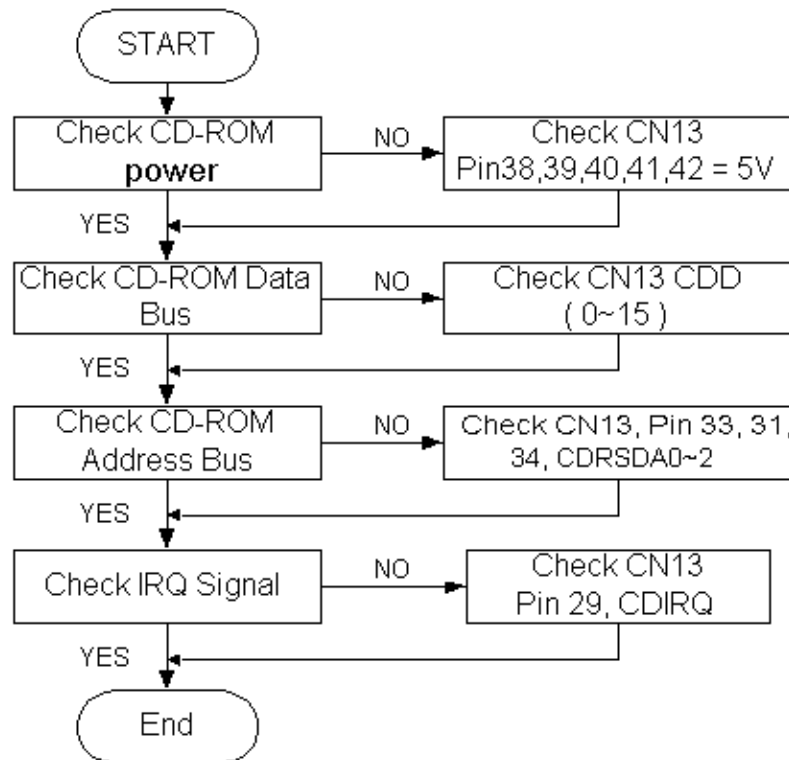 START
Check CD-ROM
power
NO
Check CN13
Pin38,39,40,41,42 = 5V
YES
Check CD-ROM Data
Bus
NO
Check CN13 CDD
( 0~15 )
YES
Check CD-ROM
Address Bus
NO
Check CN13, Pin 33, 31,
34, CDRSDA0~2
YES
Check IRQ Signal
NO
Check CN13
Pin 29, CDIRQ
YES
End